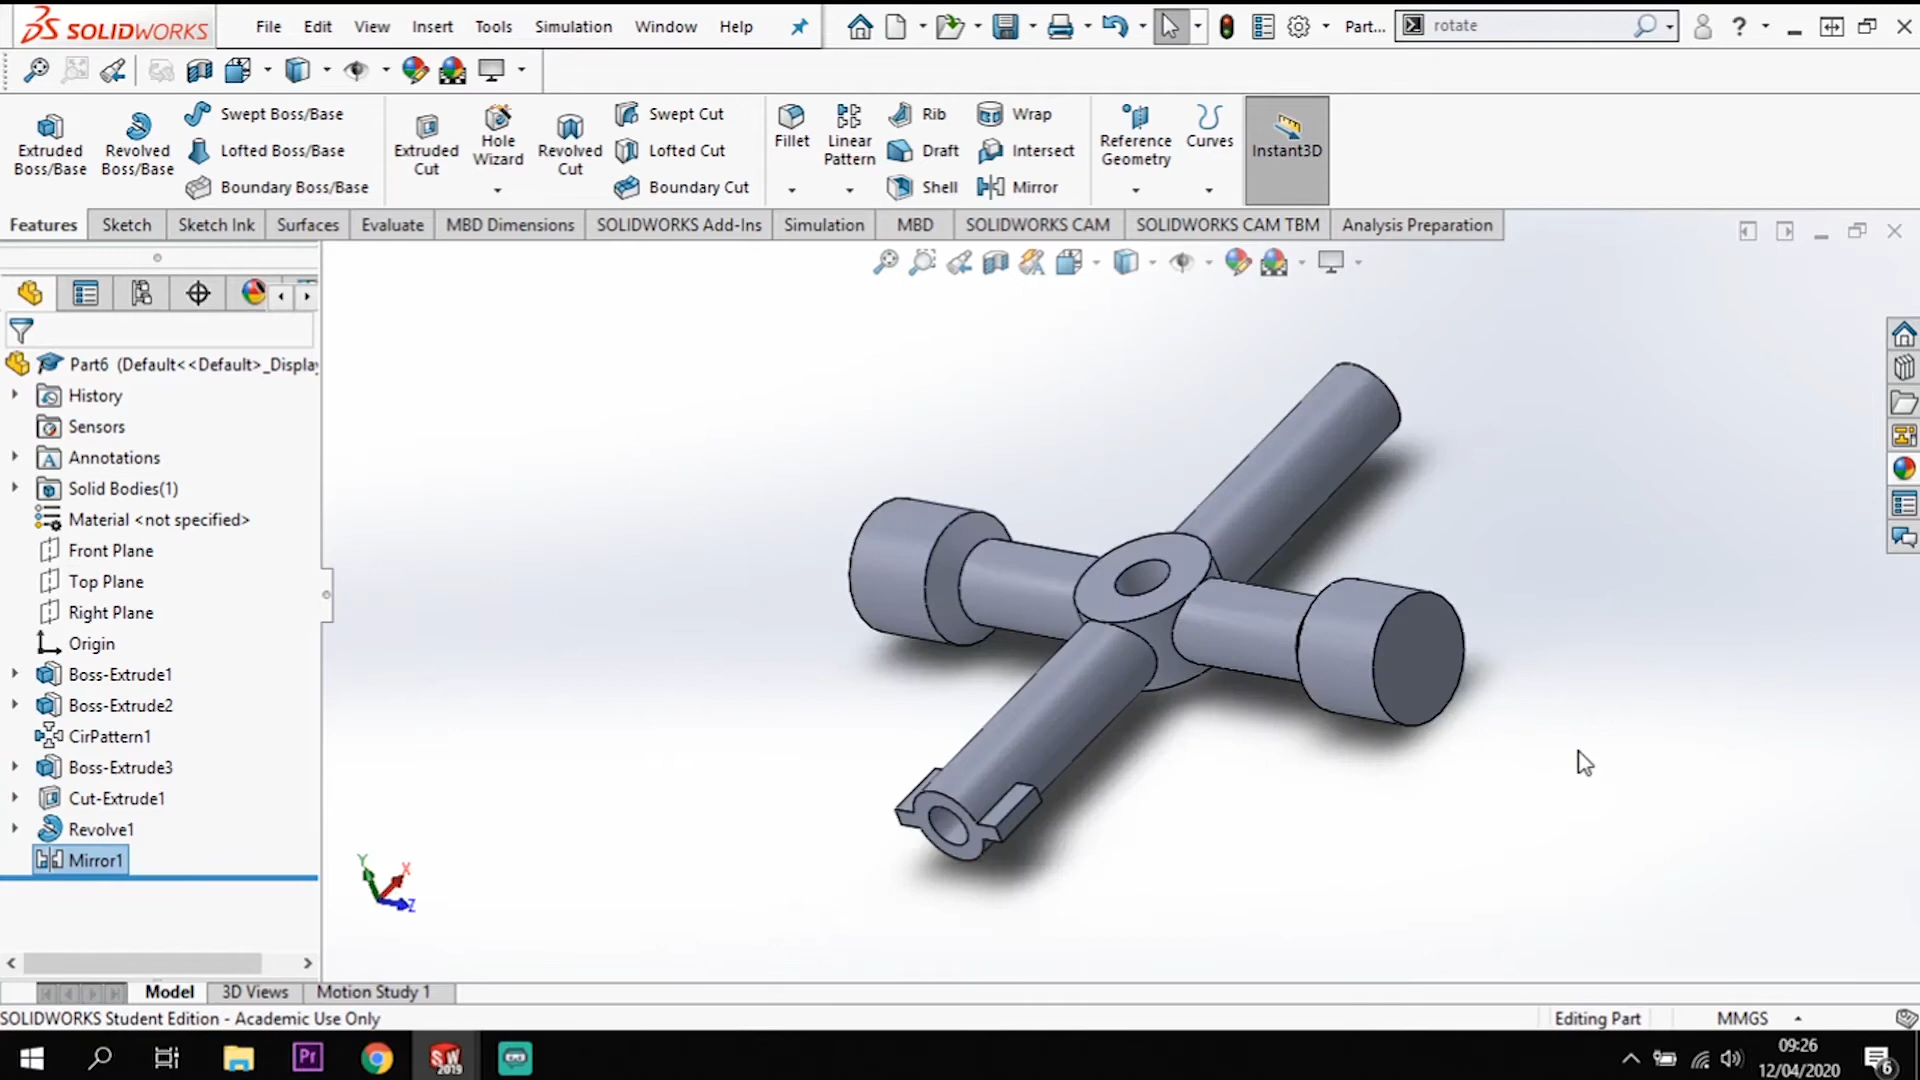 SOLIDWORKS File Edit View Insert Tools Simulation Window Help Part... rotate
Extruded Boss/Base
Revolved Boss/Base
Swept Boss/Base
Lofted Boss/Base
Boundary Boss/Base
Extruded Cut
Hole Wizard
Revolved Cut
Swept Cut
Lofted Cut
Boundary Cut
Fillet
Linear Pattern
Rib
Draft
Shell
Wrap
Intersect
Mirror
Reference Geometry
Curves
Instant3D
Features Sketch Sketch Ink Surfaces Evaluate MBD Dimensions SOLIDWORKS Add-Ins Simulation MBD SOLIDWORKS CAM SOLIDWORKS CAM TBM Analysis Preparation
Part6 (Default<<Default>_Displa
History
Sensors
Annotations
Solid Bodies(1)
Material <not specified>
Front Plane
Top Plane
Right Plane
Origin
Boss-Extrude1
Boss-Extrude2
CirPattern1
Boss-Extrude3
Cut-Extrude1
Revolve1
Mirror1
Y X Z
Model 3D Views Motion Study 1
SOLIDWORKS Student Edition - Academic Use Only Editing Part MMGS
Pr
SW 2019
09:26
12/04/2020
6